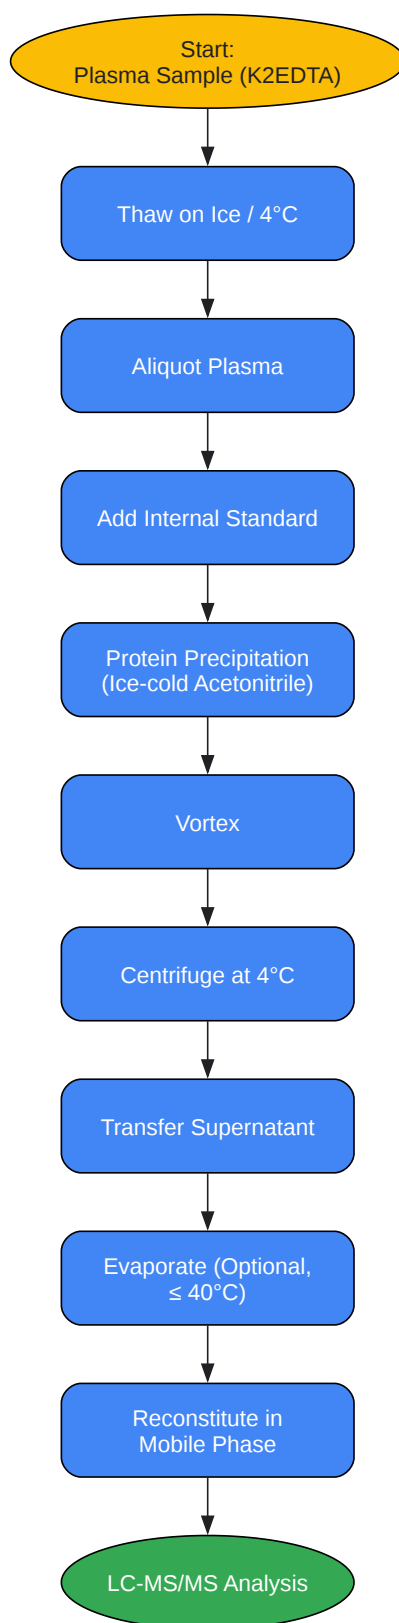 Start:
Plasma Sample (K2EDTA)
Thaw on Ice / 4°C
Aliquot Plasma
Add Internal Standard
Protein Precipitation
(Ice-cold Acetonitrile)
Vortex
Centrifuge at 4°C
Transfer Supernatant
Evaporate (Optional,
≤ 40°C)
Reconstitute in
Mobile Phase
LC-MS/MS Analysis